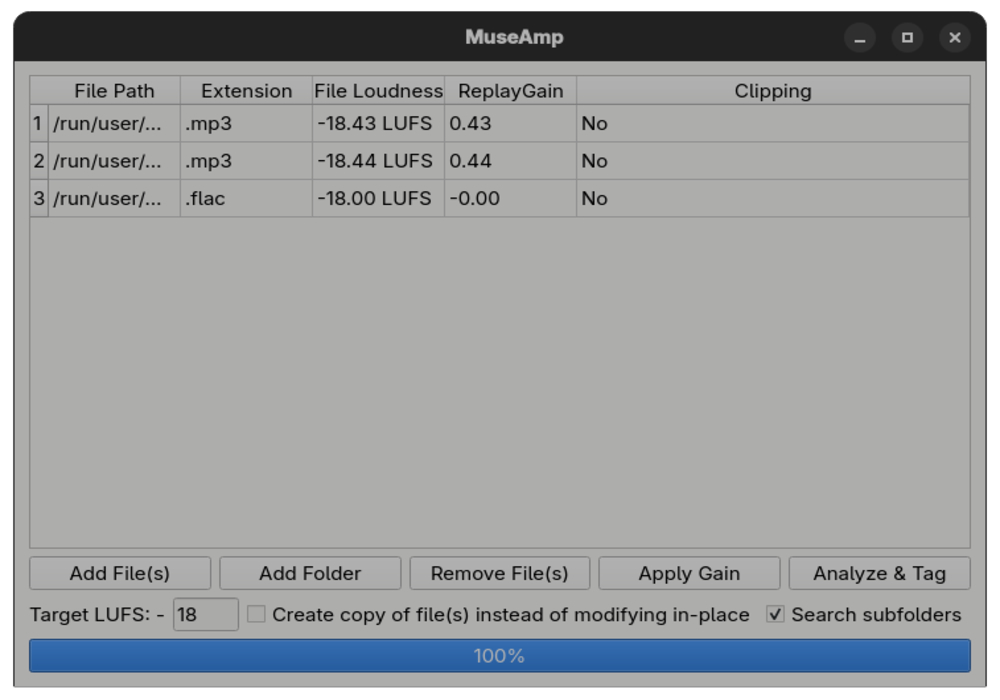 MuseAmp
File Path Extension File Loudness ReplayGain Clipping
1 /run/user/... .mp3 -18.43 LUFS 0.43 No
2 /run/user/... .mp3 -18.44 LUFS 0.44 No
3 /run/user/... .flac -18.00 LUFS -0.00 No
Add File(s) Add Folder Remove File(s) Apply Gain Analyze & Tag
Target LUFS: - 18 Create copy of file(s) instead of modifying in-place Search subfolders
100%